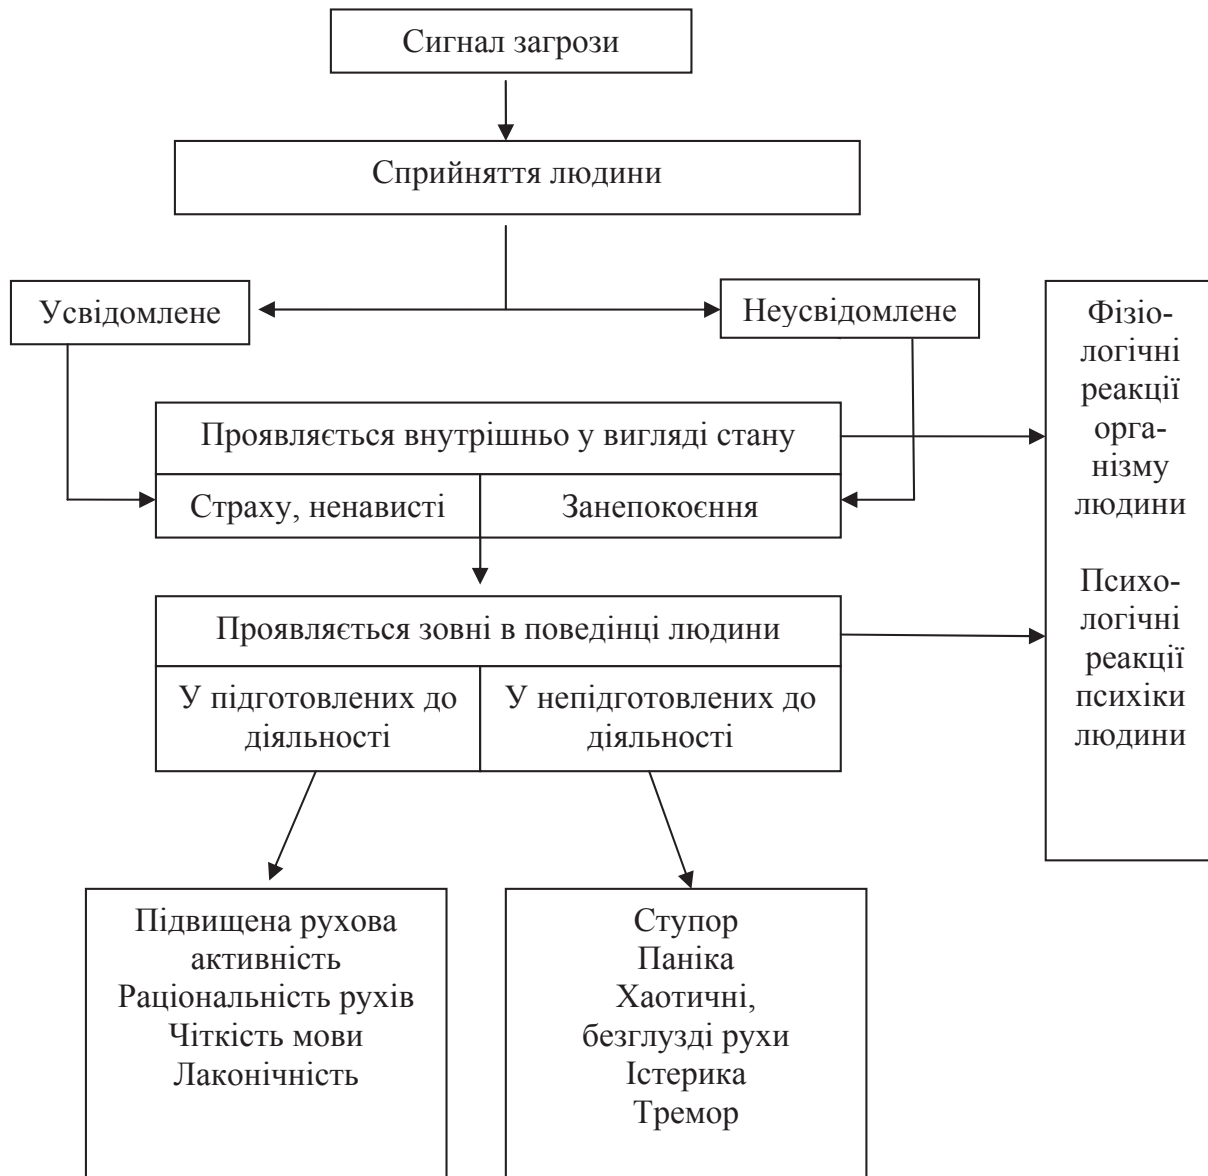 Сигнал загрози
Сприйняття людини
Усвідомлене
Неусвідомлене
Проявляється внутрішньо у вигляді стану
Страху, ненависті
Занепокоєння
Проявляється зовні в поведінці людини
У підготовлених до
діяльності
У непідготовлених до
діяльності
Підвищена рухова
активність
Раціональність рухів
Чіткість мови
Лаконічність
Ступор
Паніка
Хаотичні,
безглузді рухи
Істерика
Тремор
Фізіо-
логічні
реакції
орга-
нізму
людини
Психо-
логічні
реакції
психіки
людини